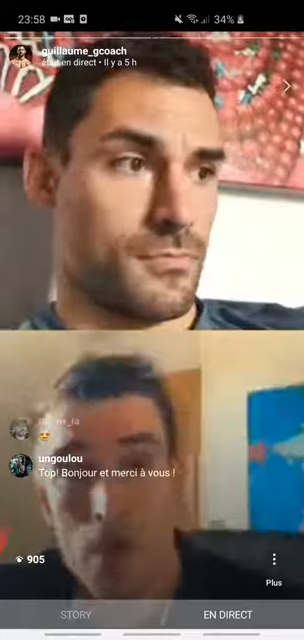 23:58
34%
guillaume_gcoach
était en direct • Il y a 5 h
ungoulou
Top! Bonjour et merci à vous !
905
Plus
STORY
EN DIRECT